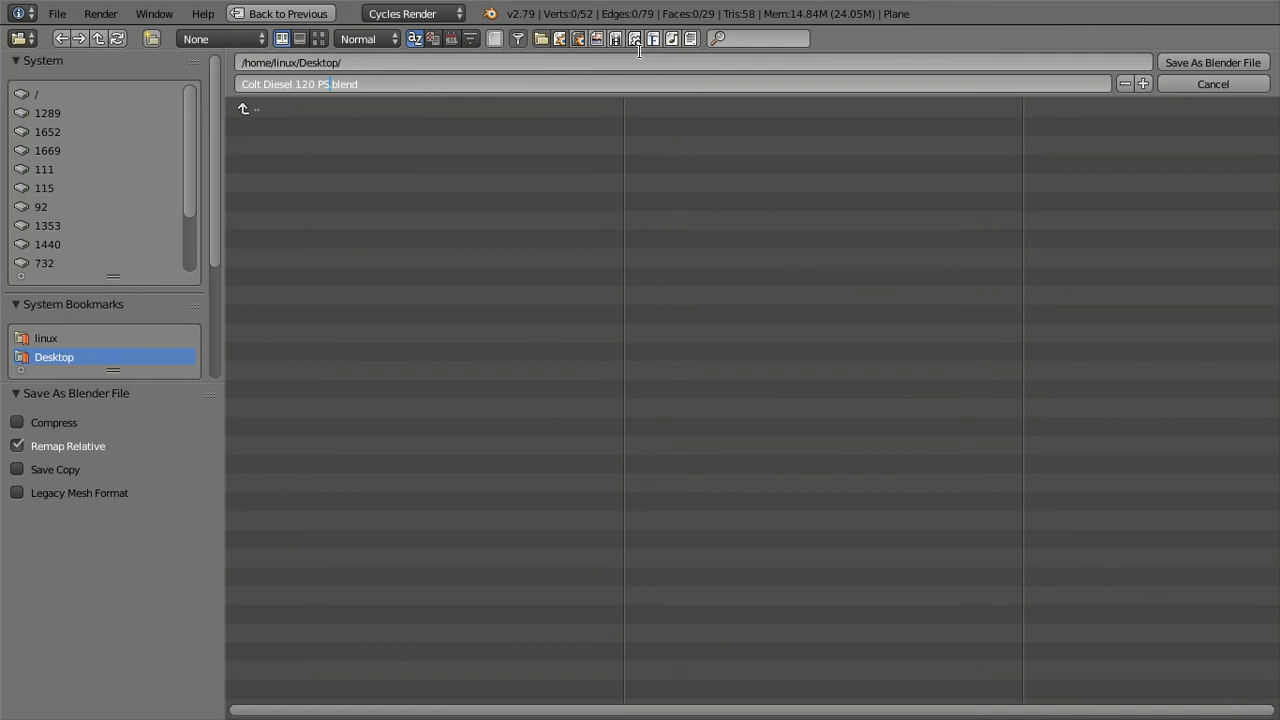 File Render Window Help Back to Previous Cycles Render v2.79 | Verts:0/52 | Edges:0/79 | Faces:0/29 | Tris:58 | Mem:14.84M (24.05M) | Plane
None Normal
System
/
1289
1652
1669
111
115
92
1353
1440
732
System Bookmarks
linux
Desktop
Save As Blender File
Compress
Remap Relative
Save Copy
Legacy Mesh Format
/home/linux/Desktop/ Save As Blender File
Colt Diesel 120 PS.blend Cancel
..